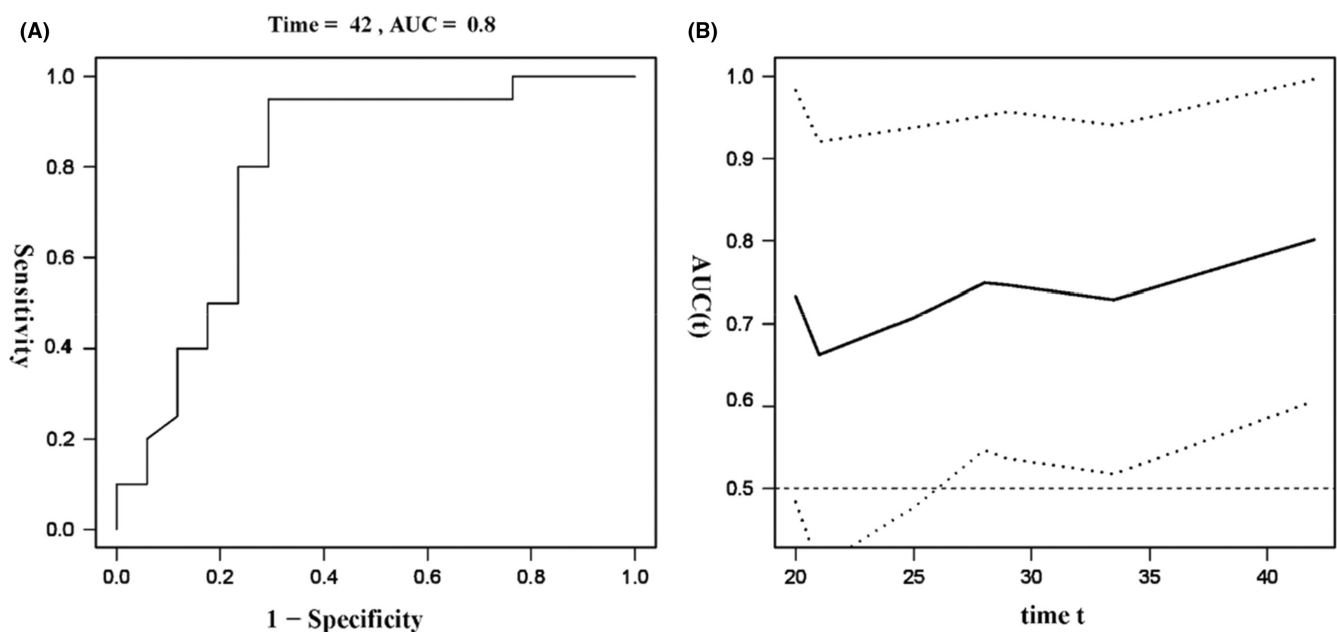 (A)
Time = 42 , AUC = 0.8
Sensitivity
1.0
0.8
0.6
0.4
0.2
0.0
0.0 0.2 0.4 0.6 0.8 1.0
1 − Specificity
(B)
AUC(t)
1.0
0.9
0.8
0.7
0.6
0.5
20 25 30 35 40
time t